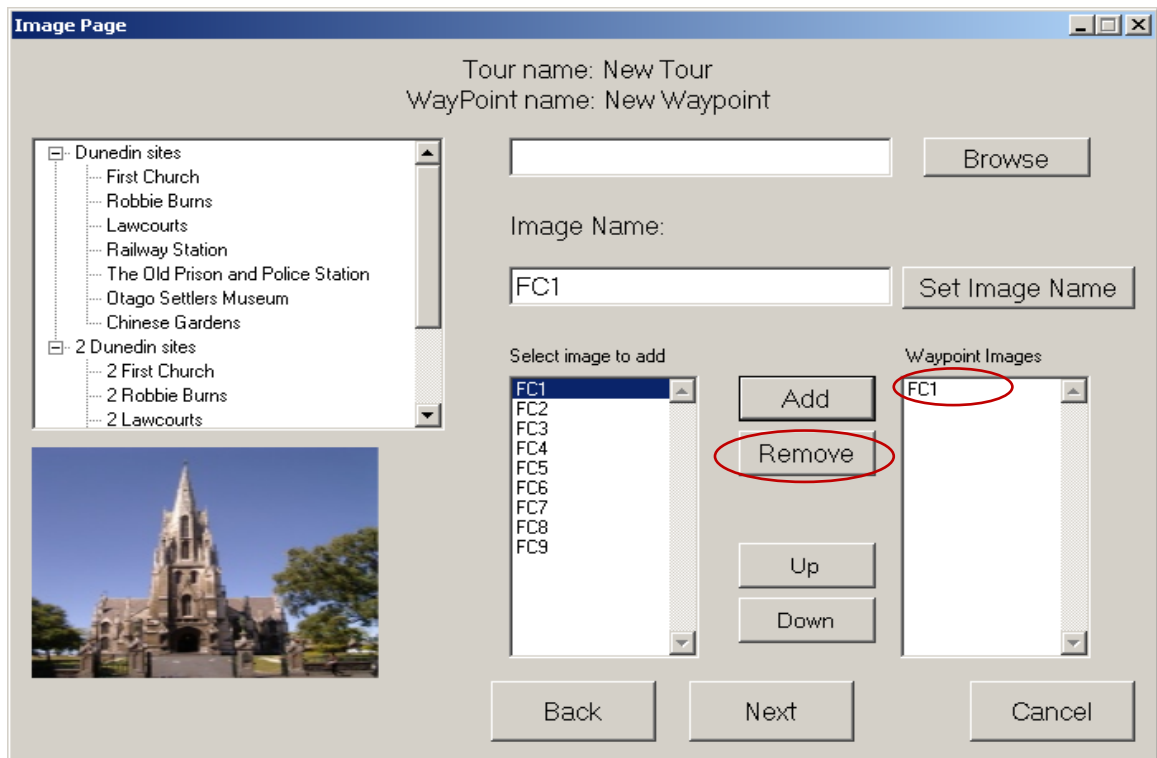 Image Page
Tour name: New Tour
WayPoint name: New Waypoint
Dunedin sites
First Church
Robbie Burns
Lawcourts
Railway Station
The Old Prison and Police Station
Otago Settlers Museum
Chinese Gardens
2 Dunedin sites
2 First Church
2 Robbie Burns
2 Lawcourts
Browse
Image Name:
FC1
Set Image Name
Select image to add
FC1
FC2
FC3
FC4
FC5
FC6
FC7
FC8
FC9
Add
Remove
Up
Down
Waypoint Images
FC1
Back
Next
Cancel